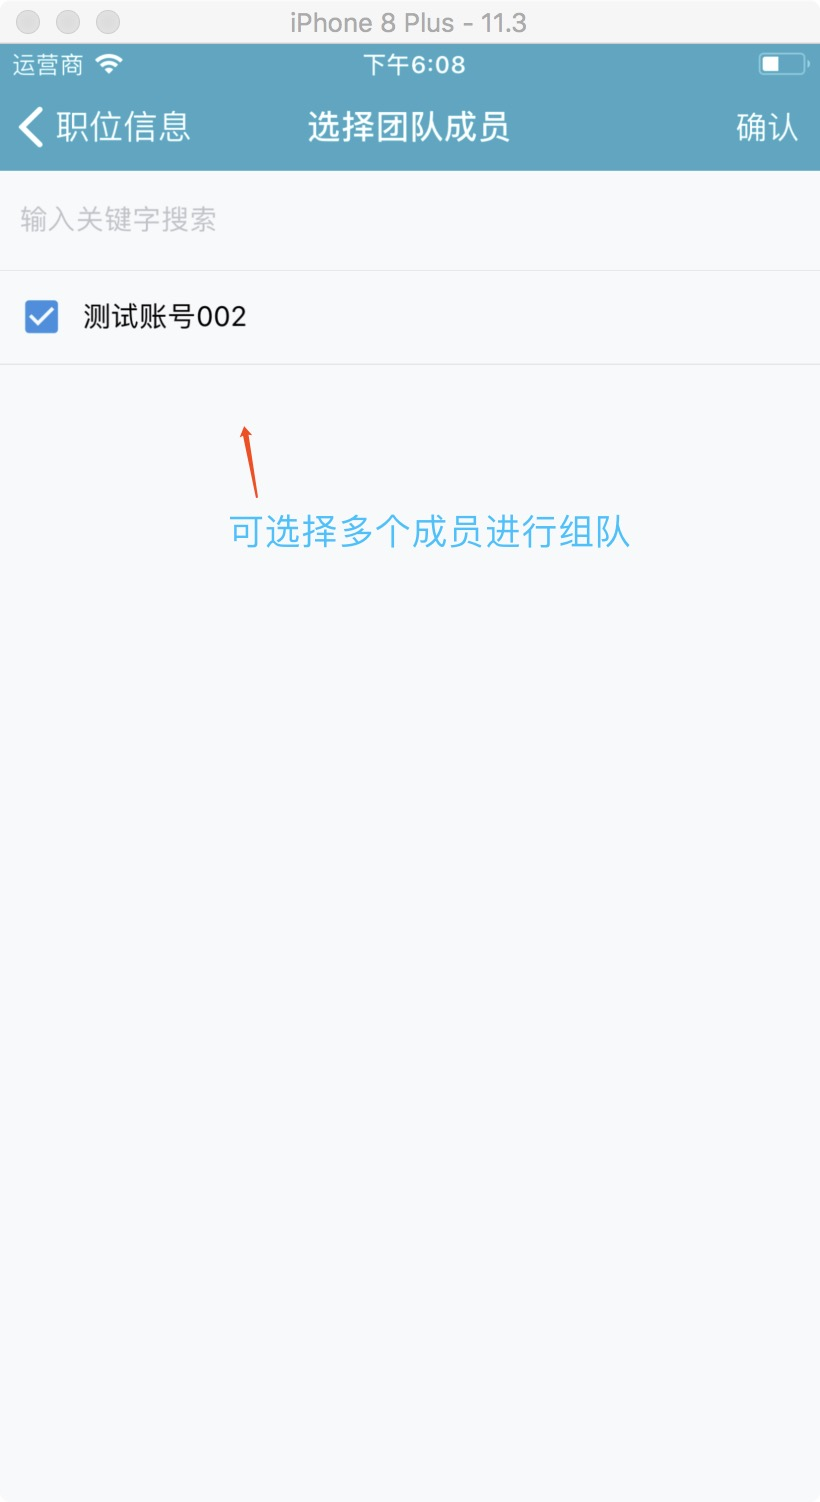 iPhone 8 Plus - 11.3
运营商 下午6:08
职位信息 选择团队成员 确认
输入关键字搜索
测试账号002
可选择多个成员进行组队